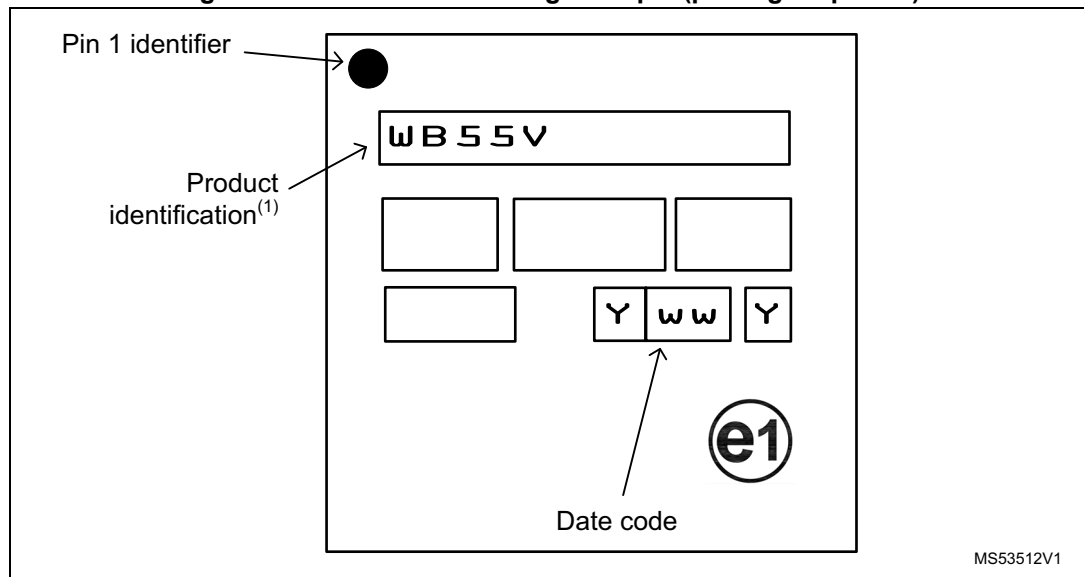 Pin 1 identifier
WB55V
Product
identification(1)
Y ww Y
e1
Date code
MS53512V1